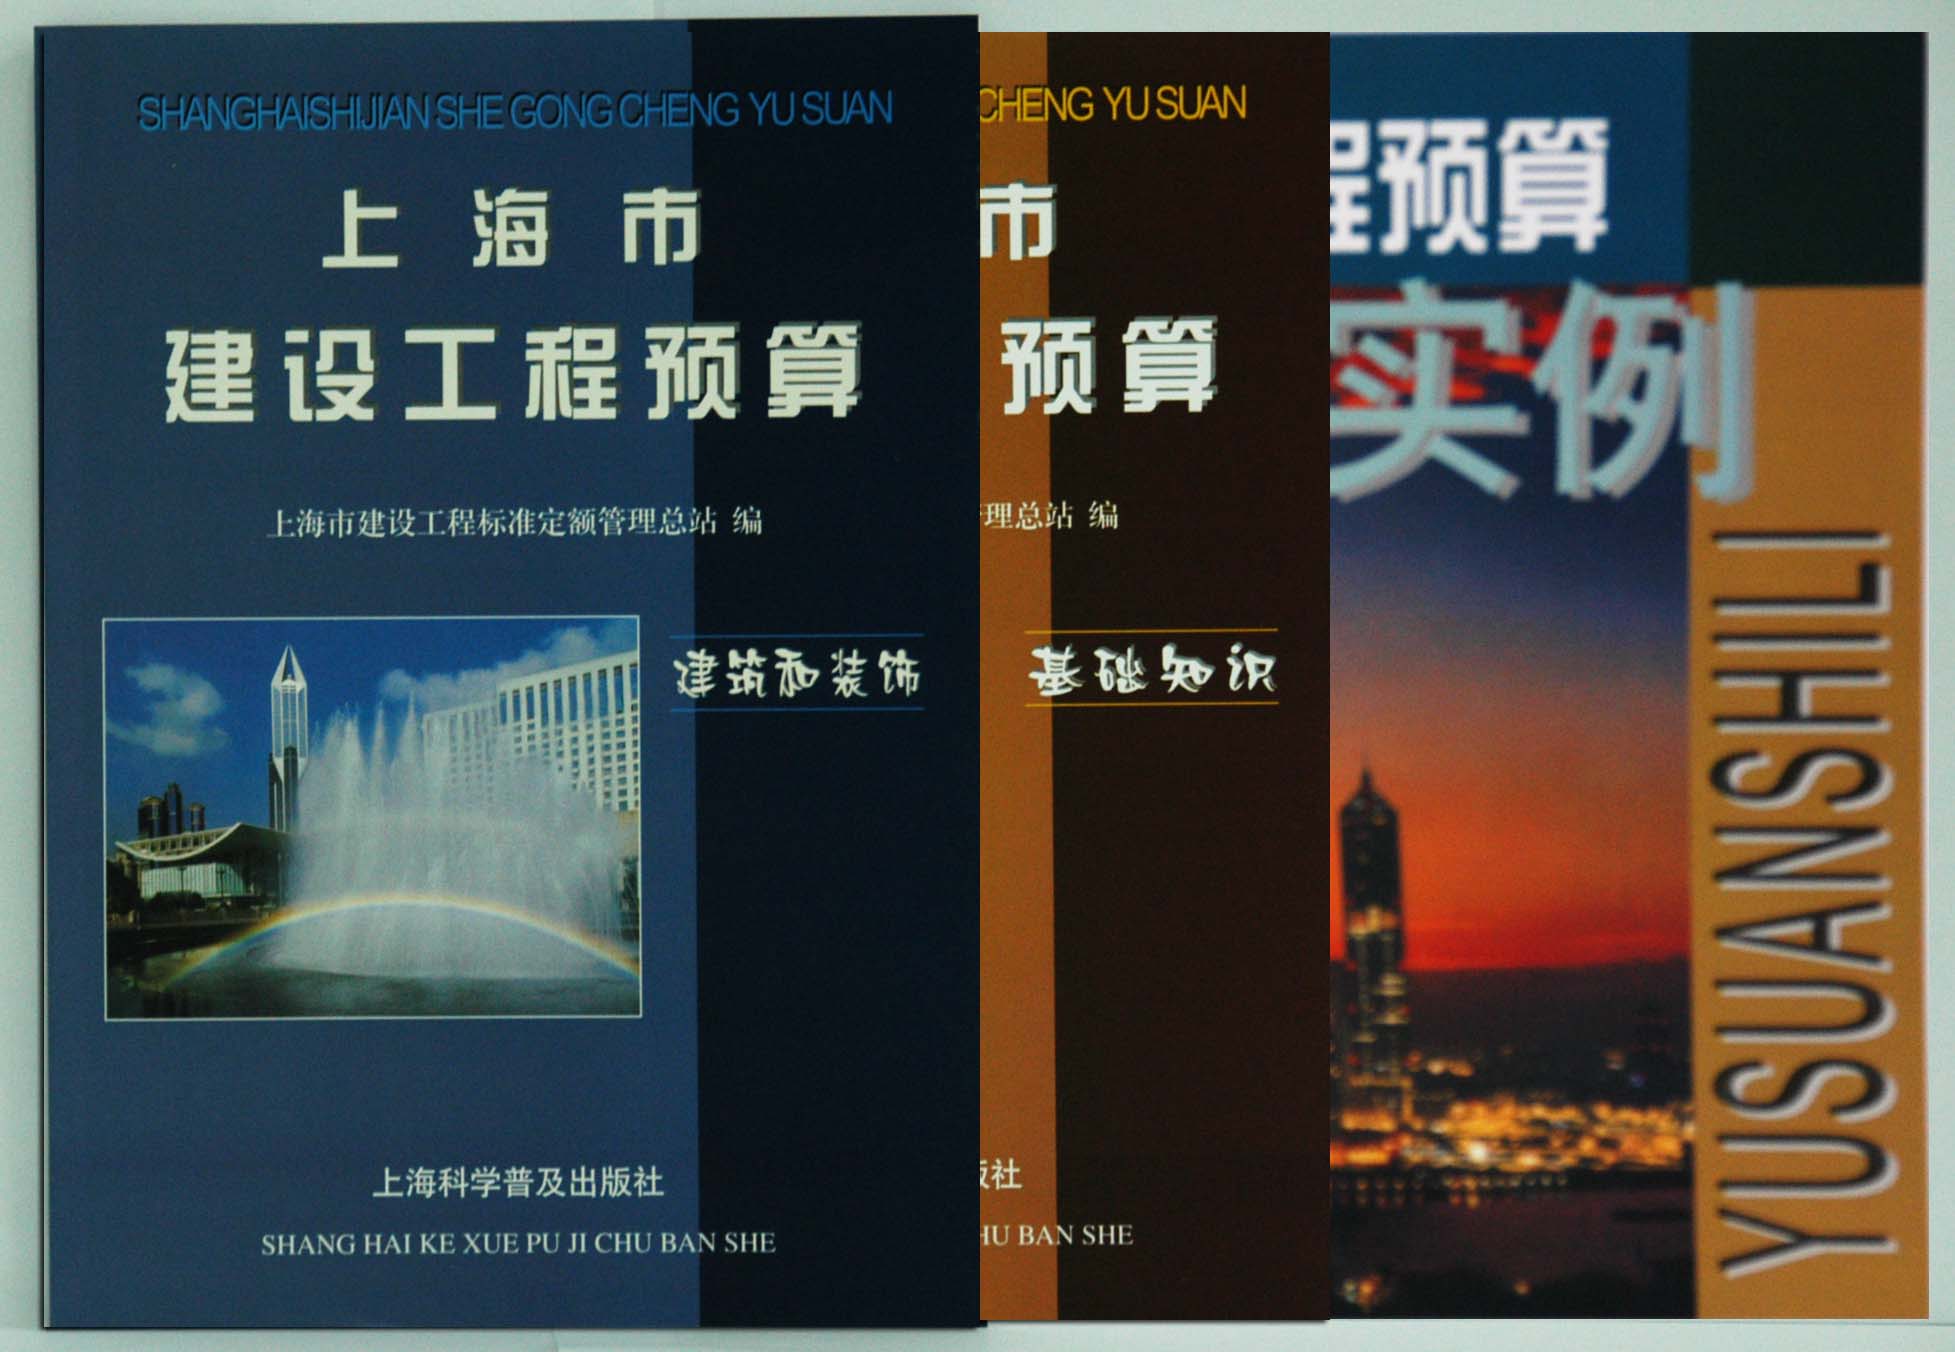 SHANGHAISHIJIAN SHE GONG CHENG YU SUAN
上海市
建设工程预算
上海市建设工程标准定额管理总站 编
建筑和装饰
上海科学普及出版社
SHANG HAI KE XUE PU JI CHU BAN SHE
CHENG YU SUAN
市
预算
理总站 编
基础知识
版社
HU BAN SHE
程预算
实例
YUSUANSHILI